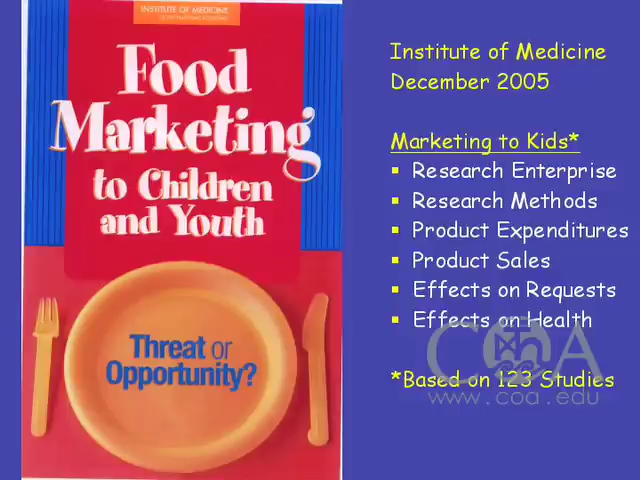 INSTITUTE OF MEDICINE
Food
Marketing
to Children
and Youth
Threat or
Opportunity?
Institute of Medicine
December 2005
Marketing to Kids*
▪ Research Enterprise
▪ Research Methods
▪ Product Expenditures
▪ Product Sales
▪ Effects on Requests
▪ Effects on Health
*Based on 123 Studies
COA
www.coa.edu